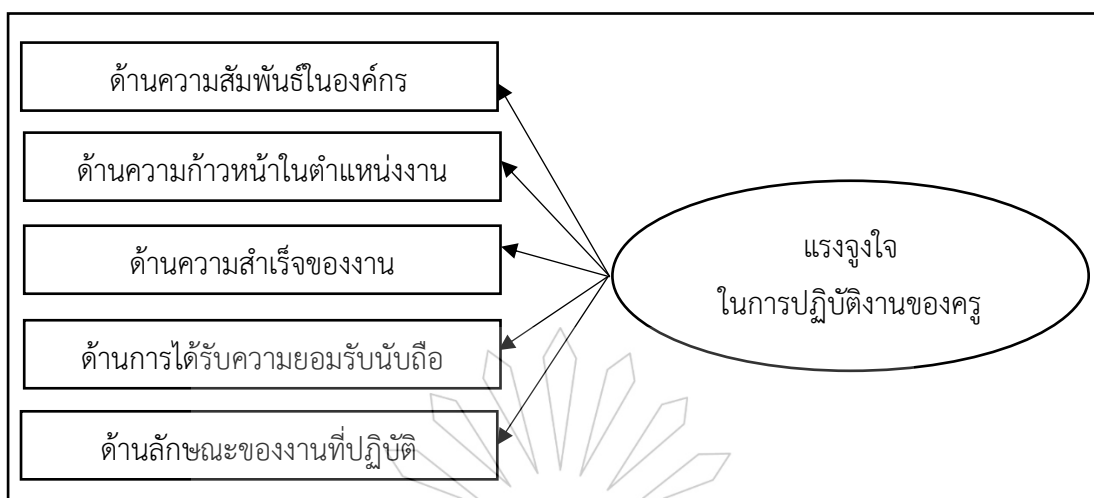 ด้านความสัมพันธ์ในองค์กร
ด้านความก้าวหน้าในตำแหน่งงาน
ด้านความสำเร็จของงาน
ด้านการได้รับความยอมรับนับถือ
ด้านลักษณะของงานที่ปฏิบัติ
แรงจูงใจ
ในการปฏิบัติงานของครู